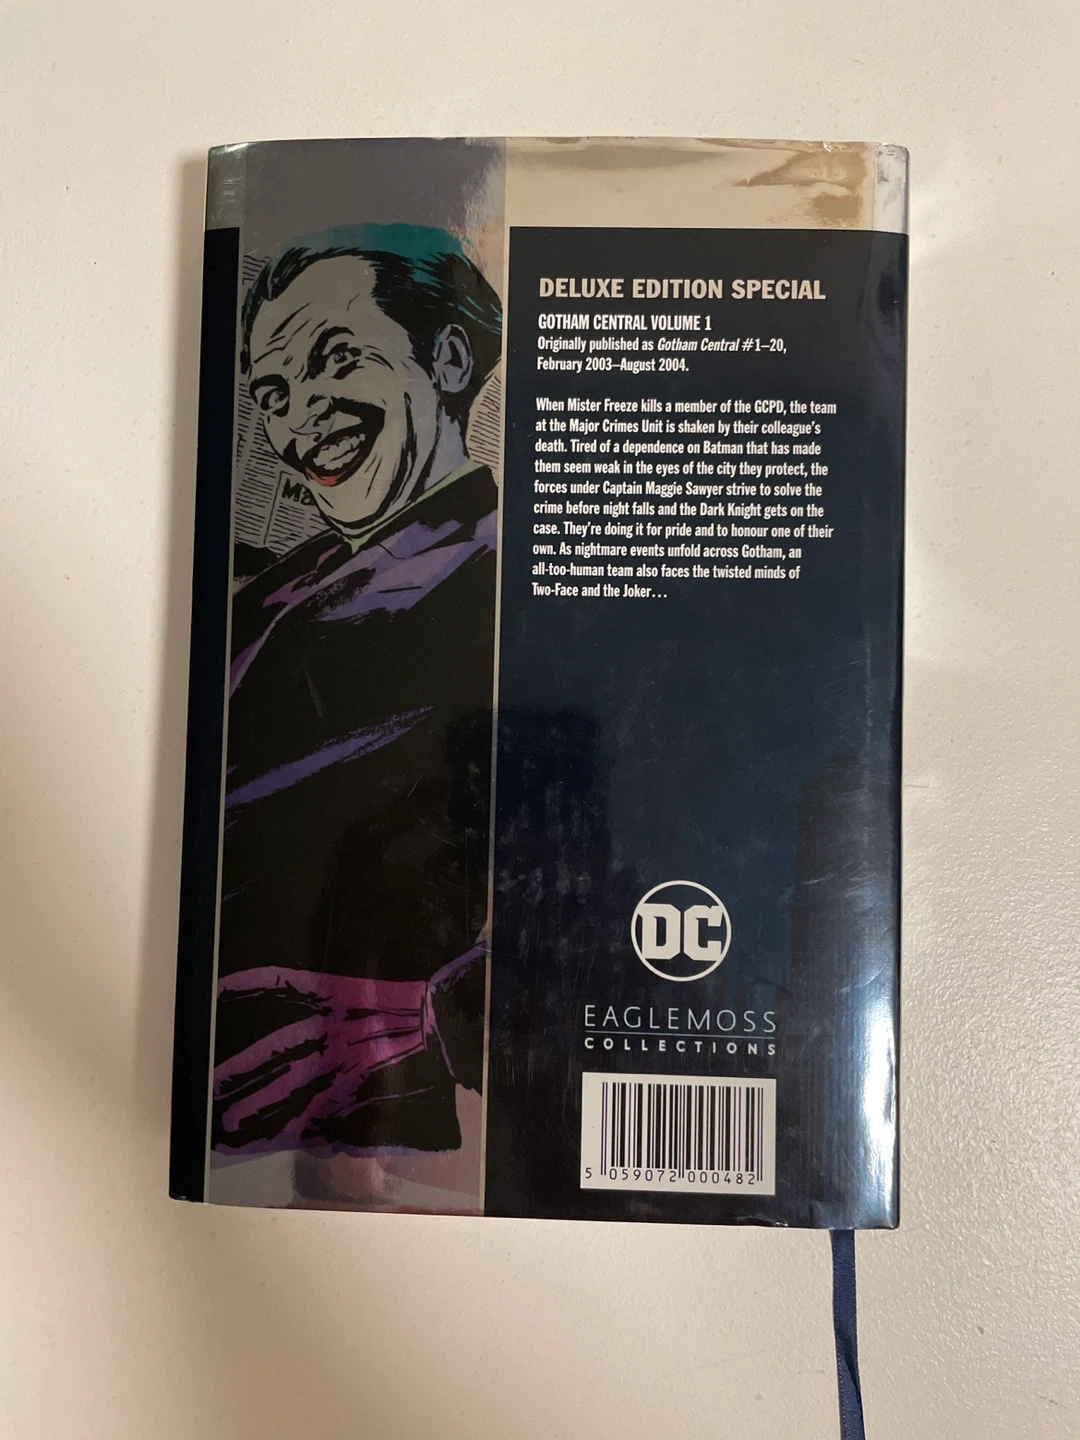 DELUXE EDITION SPECIAL
GOTHAM CENTRAL VOLUME 1
Originally published as Gotham Central #1–20,
February 2003–August 2004.
When Mister Freeze kills a member of the GCPD, the team
at the Major Crimes Unit is shaken by their colleague's
death. Tired of a dependence on Batman that has made
them seem weak in the eyes of the city they protect, the
forces under Captain Maggie Sawyer strive to solve the
crime before night falls and the Dark Knight gets on the
case. They're doing it for pride and to honour one of their
own. As nightmare events unfold across Gotham, an
all-too-human team also faces the twisted minds of
Two-Face and the Joker...
DC
EAGLEMOSS
COLLECTIONS
5 059072 000482